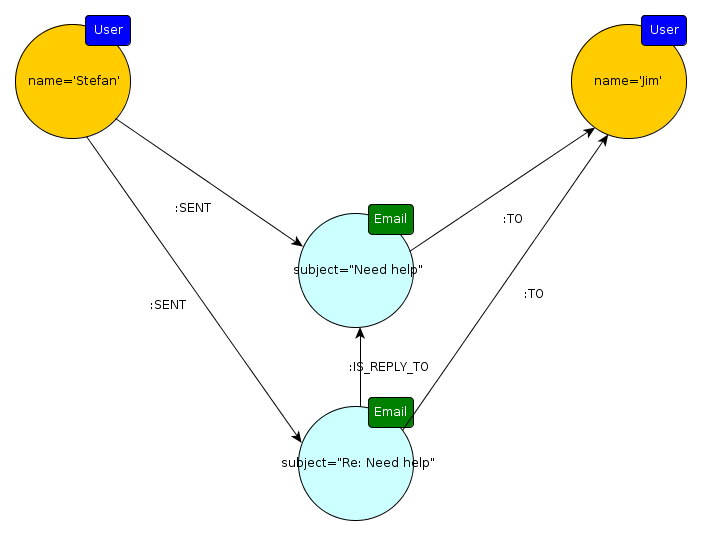 User
name='Stefan'
User
name='Jim'
:SENT
Email
:TO
subject="Need help"
:TO
:SENT
:IS_REPLY_TO
Email
subject="Re: Need help"